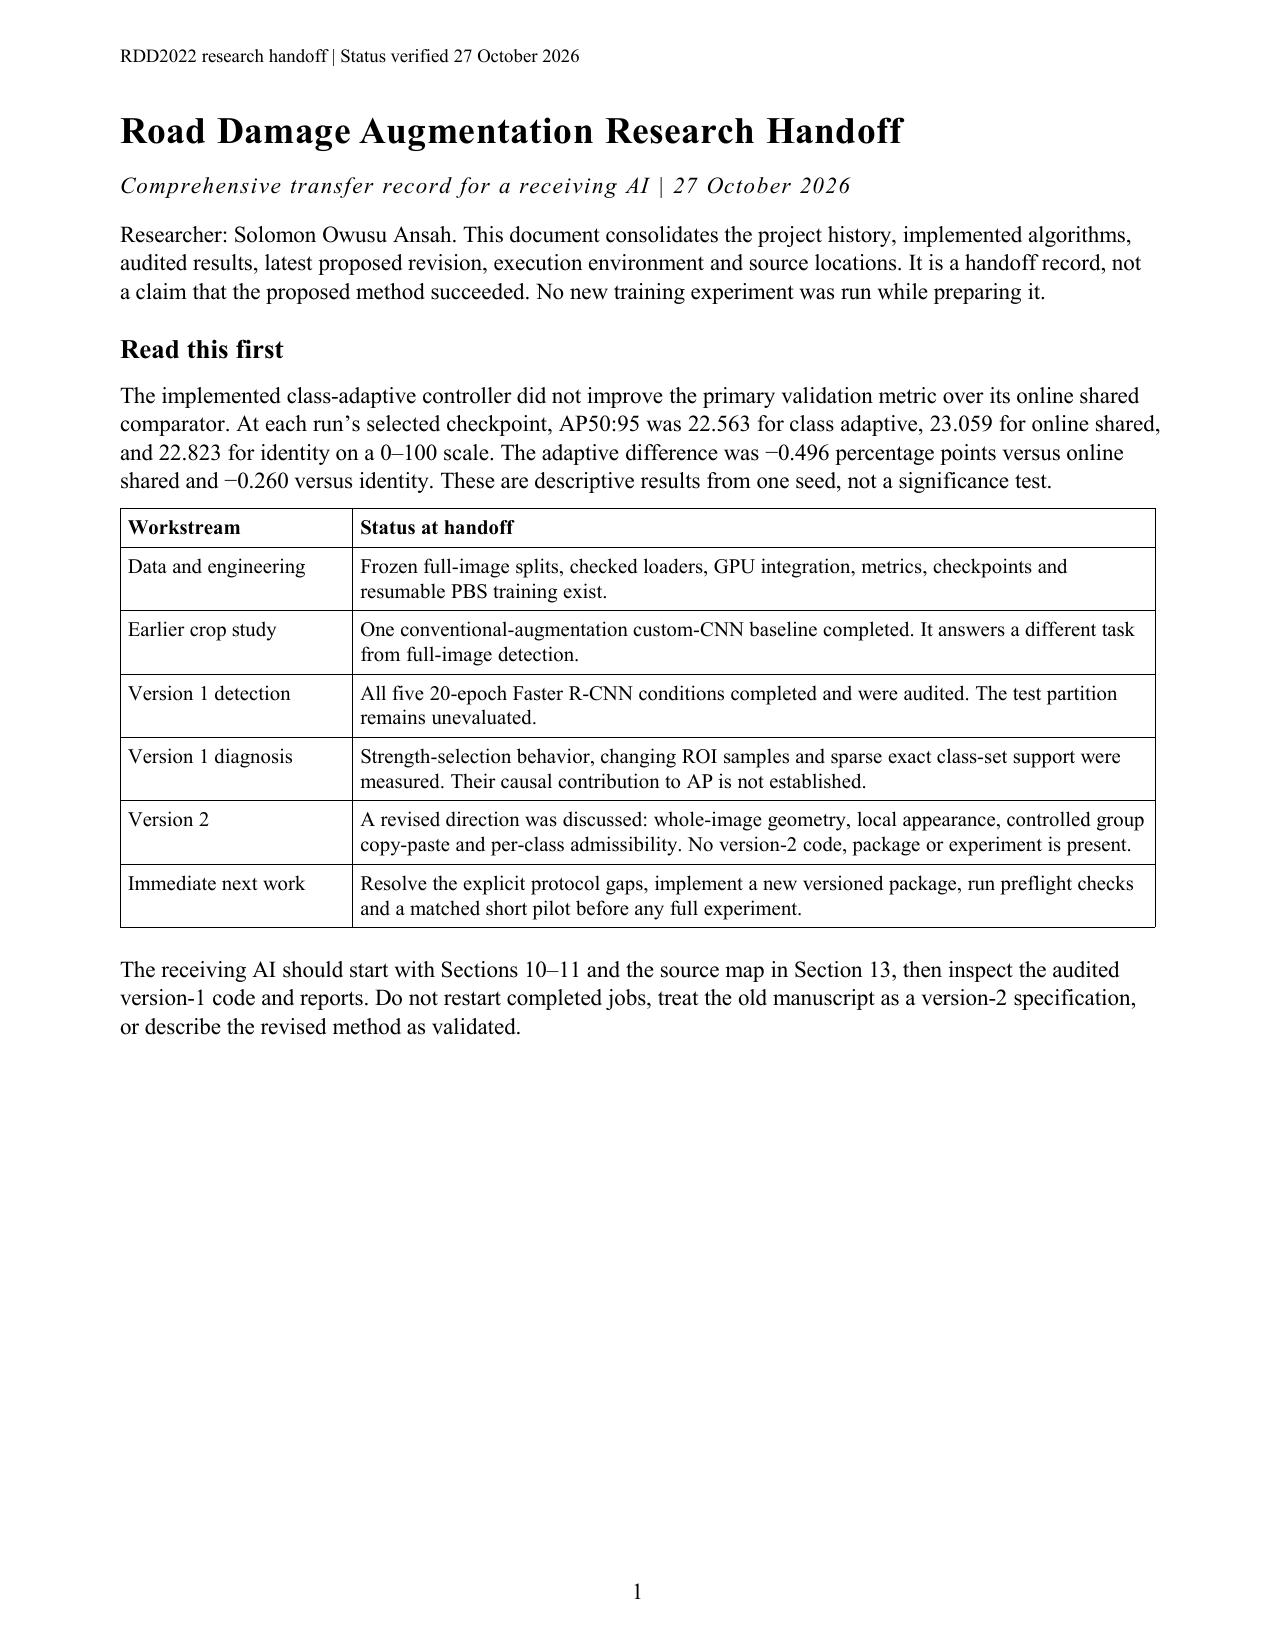 RDD2022 research handoff | Status verified 27 October 2026
Road Damage Augmentation Research Handoff
Comprehensive transfer record for a receiving AI | 27 October 2026
Researcher: Solomon Owusu Ansah. This document consolidates the project history, implemented algorithms,
audited results, latest proposed revision, execution environment and source locations. It is a handoff record, not
a claim that the proposed method succeeded. No new training experiment was run while preparing it.
Read this first
The implemented class-adaptive controller did not improve the primary validation metric over its online shared
comparator. At each run’s selected checkpoint, AP50:95 was 22.563 for class adaptive, 23.059 for online shared,
and 22.823 for identity on a 0–100 scale. The adaptive difference was −0.496 percentage points versus online
shared and −0.260 versus identity. These are descriptive results from one seed, not a significance test.
Workstream
Status at handoff
Data and engineering
Frozen full-image splits, checked loaders, GPU integration, metrics, checkpoints and
resumable PBS training exist.
Earlier crop study
One conventional-augmentation custom-CNN baseline completed. It answers a different task
from full-image detection.
Version 1 detection
All five 20-epoch Faster R-CNN conditions completed and were audited. The test partition
remains unevaluated.
Version 1 diagnosis
Strength-selection behavior, changing ROI samples and sparse exact class-set support were
measured. Their causal contribution to AP is not established.
Version 2
A revised direction was discussed: whole-image geometry, local appearance, controlled group
copy-paste and per-class admissibility. No version-2 code, package or experiment is present.
Immediate next work
Resolve the explicit protocol gaps, implement a new versioned package, run preflight checks
and a matched short pilot before any full experiment.
The receiving AI should start with Sections 10–11 and the source map in Section 13, then inspect the audited
version-1 code and reports. Do not restart completed jobs, treat the old manuscript as a version-2 specification,
or describe the revised method as validated.
1